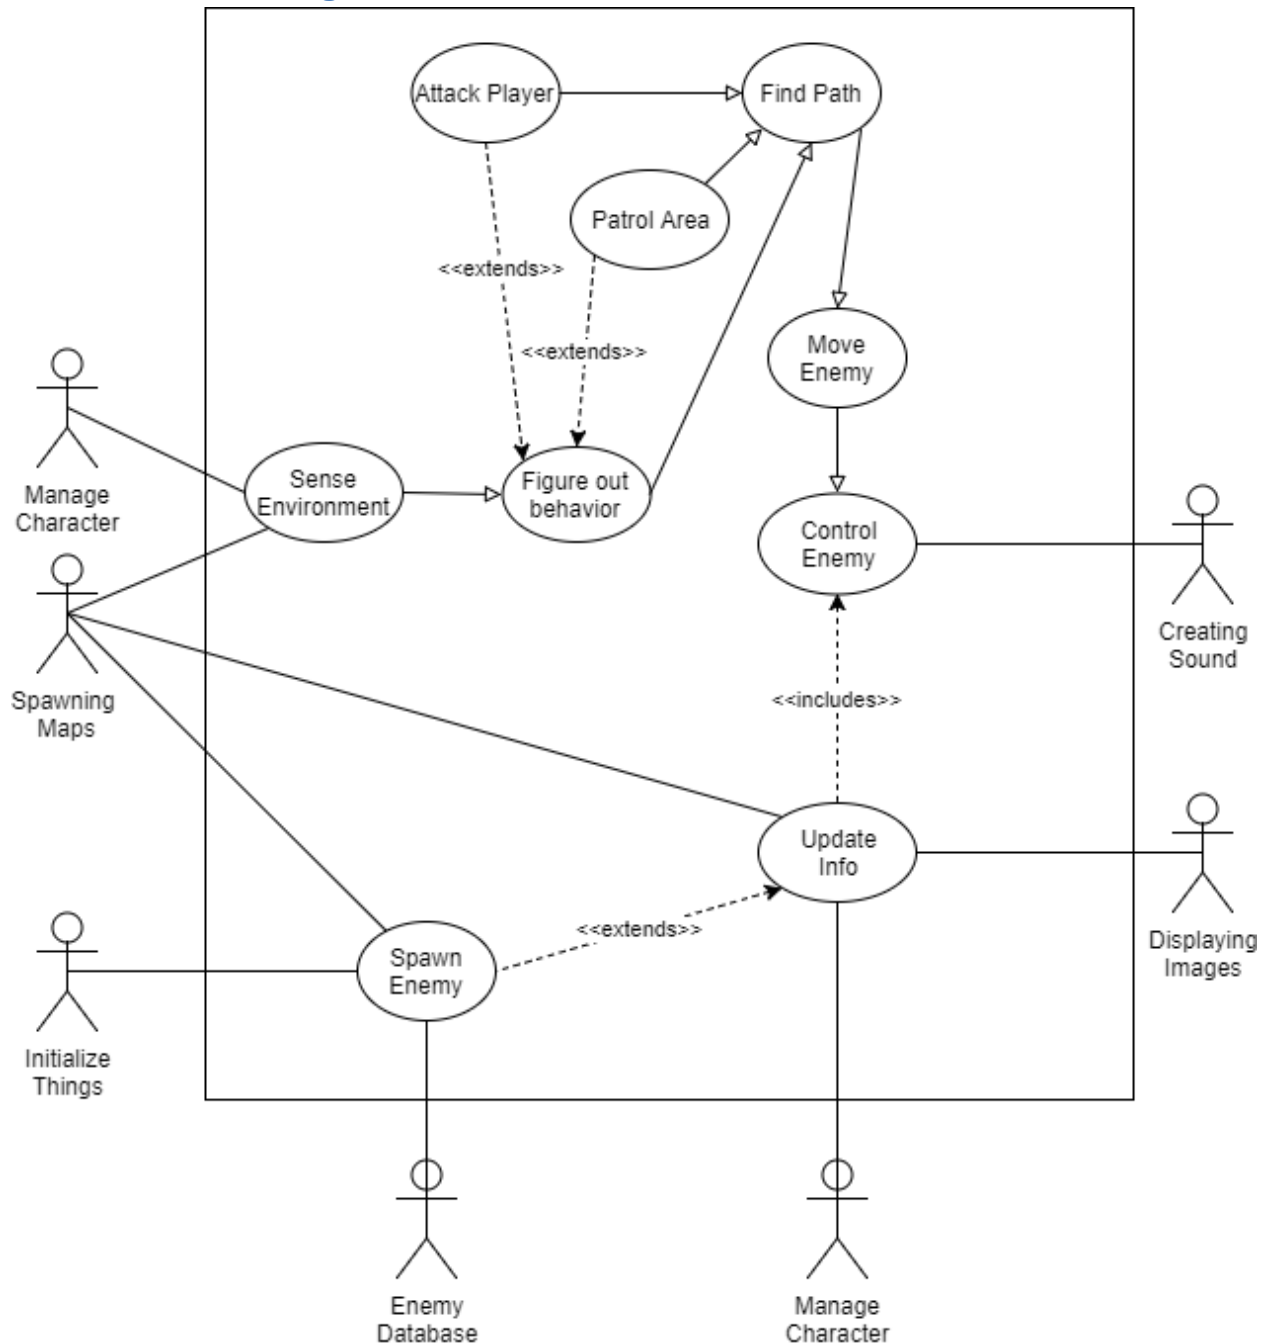 Attack Player
Find Path
Patrol Area
<<extends>>
<<extends>>
Move
Enemy
Manage
Character
Sense
Environment
Figure out
behavior
Control
Enemy
Creating
Sound
Spawning
Maps
<<includes>>
Update
Info
Displaying
Images
<<extends>>
Spawn
Enemy
Initialize
Things
Enemy
Database
Manage
Character